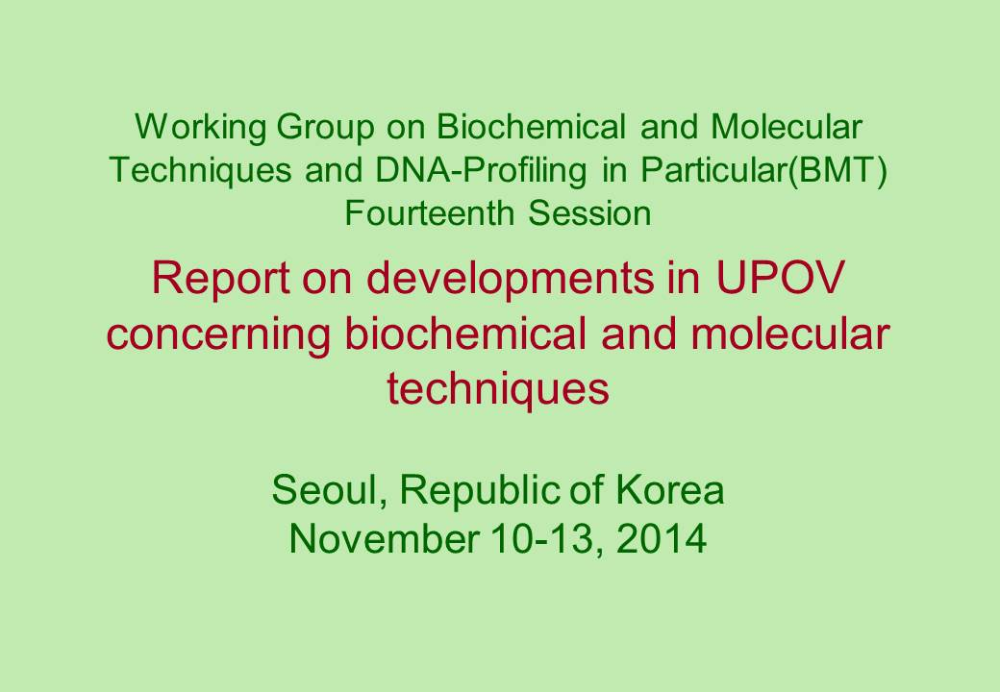 Working Group on Biochemical and Molecular
Techniques and DNA-Profiling in Particular(BMT)
Fourteenth Session
Report on developments in UPOV
concerning biochemical and molecular
techniques
Seoul, Republic of Korea
November 10-13, 2014